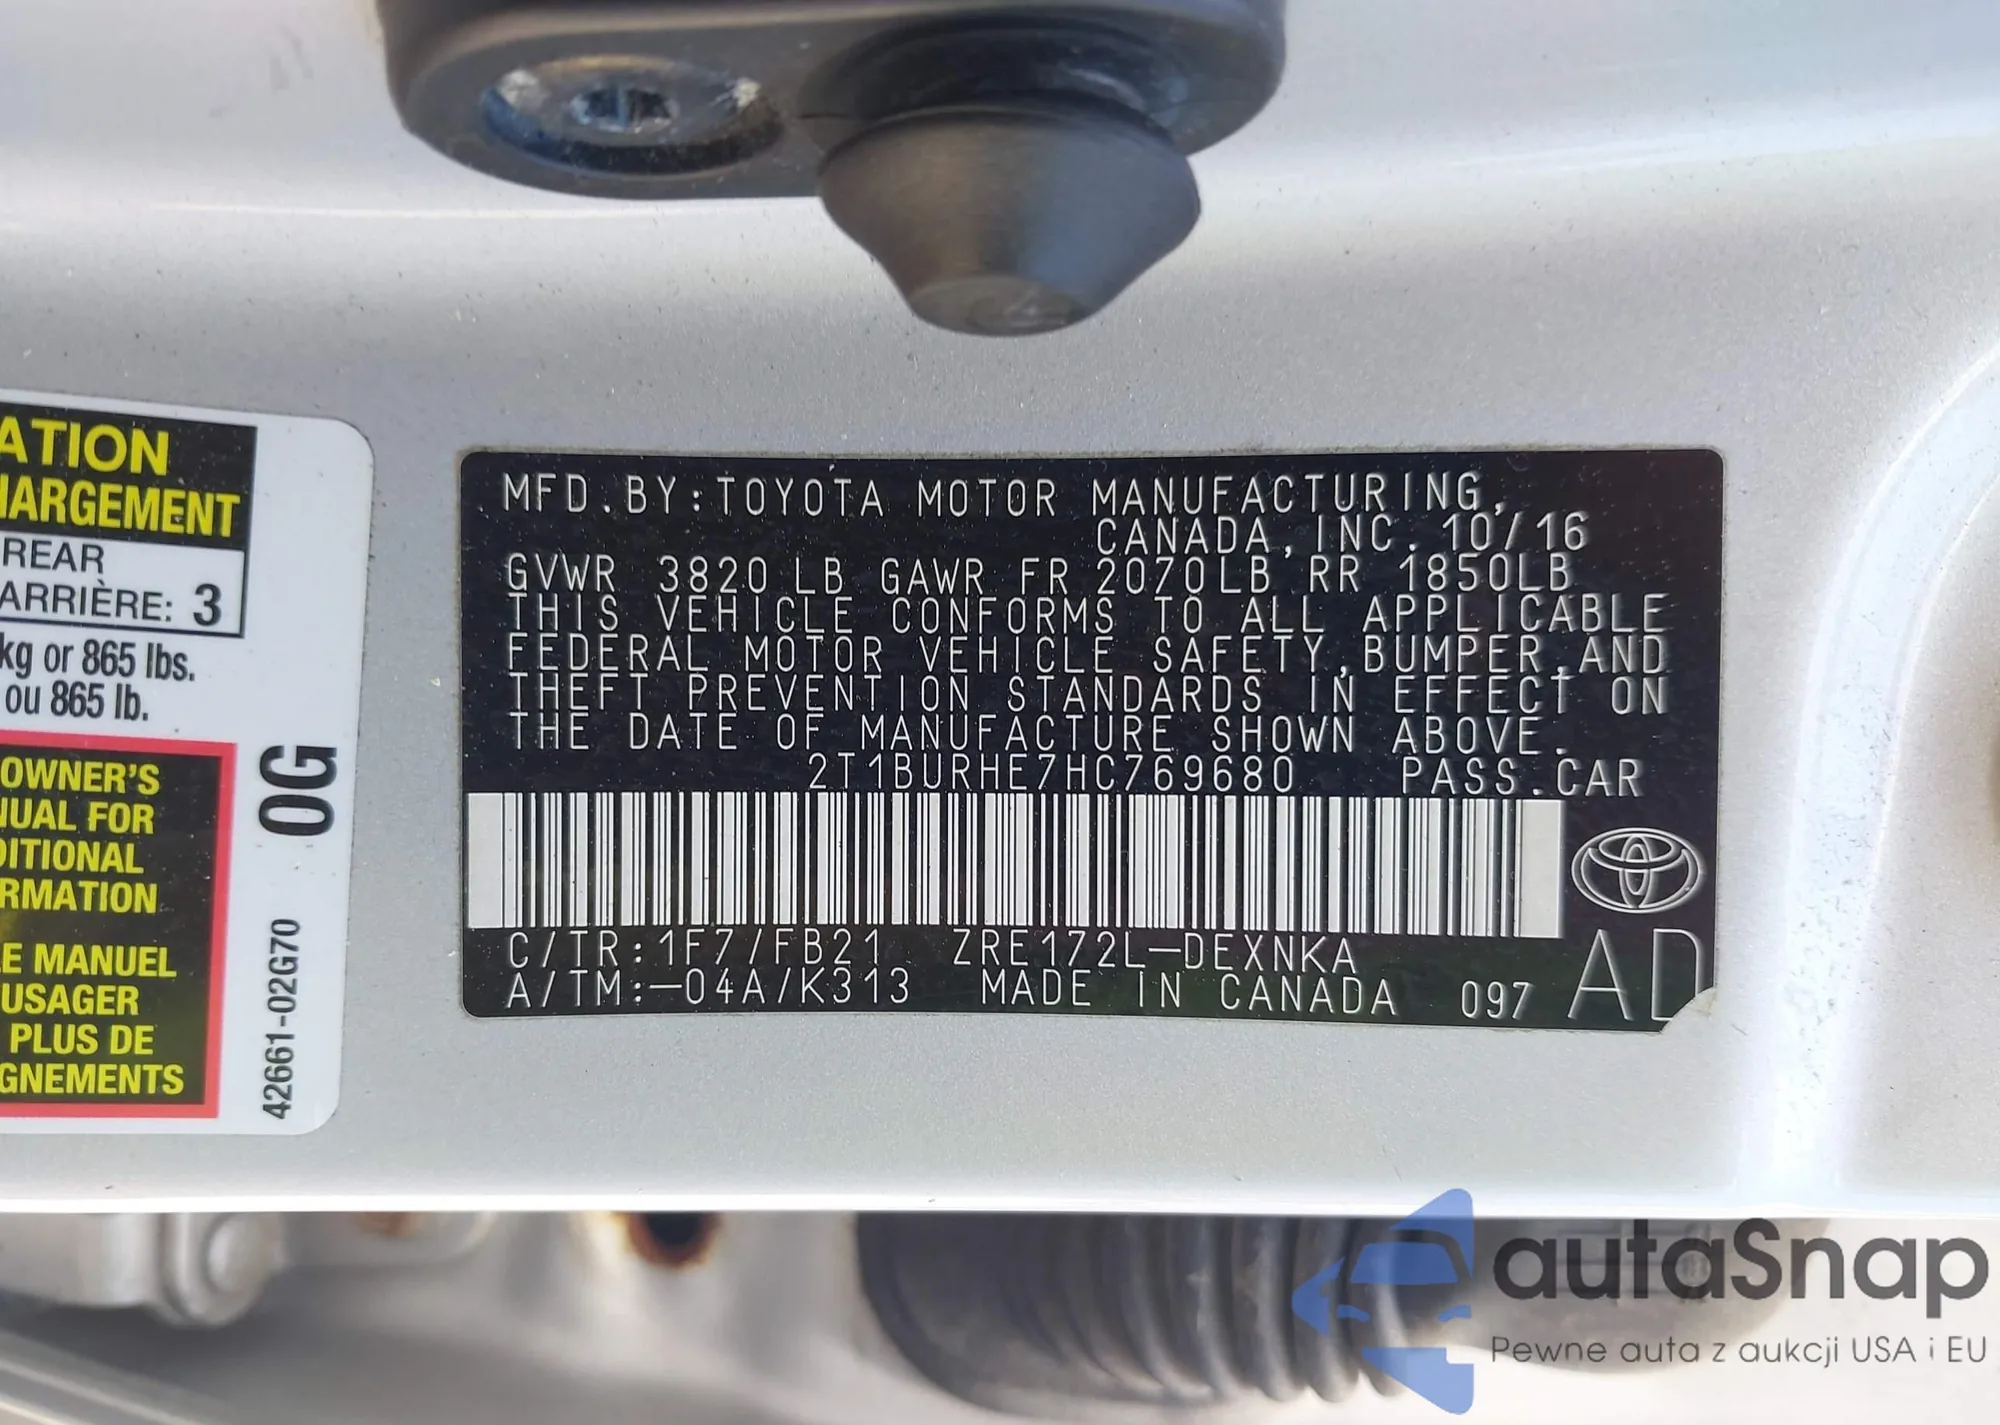 ATION
HARGEMENT
REAR
ARRIÈRE: 3
kg or 865 lbs.
ou 865 lb.
OWNER'S
NUAL FOR
DITIONAL
ORMATION
LE MANUEL
USAGER
PLUS DE
GNEMENTS
0G
42661-02G70
MFD.BY:TOYOTA MOTOR MANUFACTURING,
CANADA,INC. 10/16
GVWR 3820 LB GAWR FR 2070LB RR 1850LB
THIS VEHICLE CONFORMS TO ALL APPLICABLE
FEDERAL MOTOR VEHICLE SAFETY,BUMPER,AND
THEFT PREVENTION STANDARDS IN EFFECT ON
THE DATE OF MANUFACTURE SHOWN ABOVE.
2T1BURHE7HC769680 PASS.CAR
C/TR:1F7/FB21 ZRE172L-DEXNKA
A/TM:-04A/K313 MADE IN CANADA 097 AD
autaSnap
Pewne auta z aukcji USA i EU